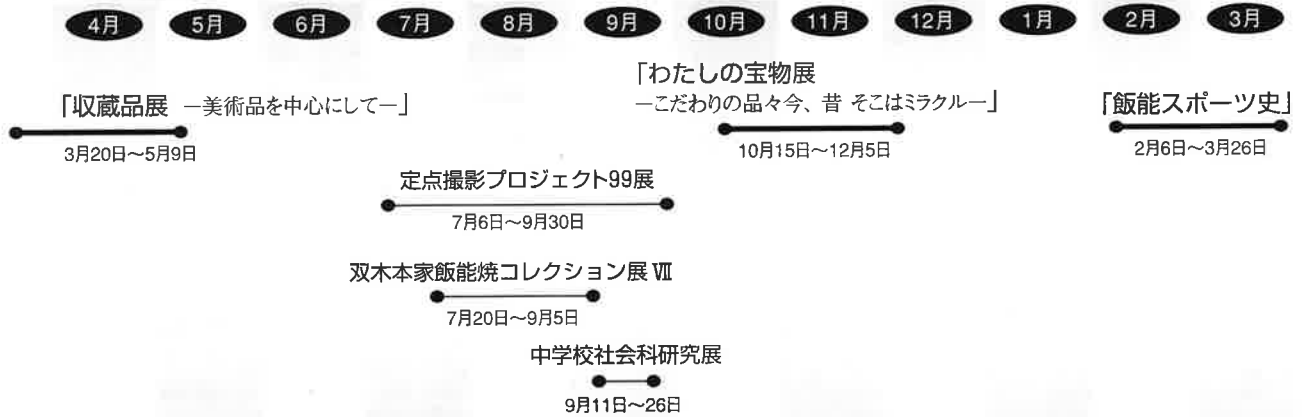 4月 5月 6月 7月 8月 9月 10月 11月 12月 1月 2月 3月
「収蔵品展 ―美術品を中心にして―」
3月20日~5月9日
「わたしの宝物展
―こだわりの品々今、昔 そこはミラクル―」
10月15日~12月5日
「飯能スポーツ史」
2月6日~3月26日
定点撮影プロジェクト99展
7月6日~9月30日
双木本家飯能焼コレクション展 Ⅶ
7月20日~9月5日
中学校社会科研究展
9月11日~26日